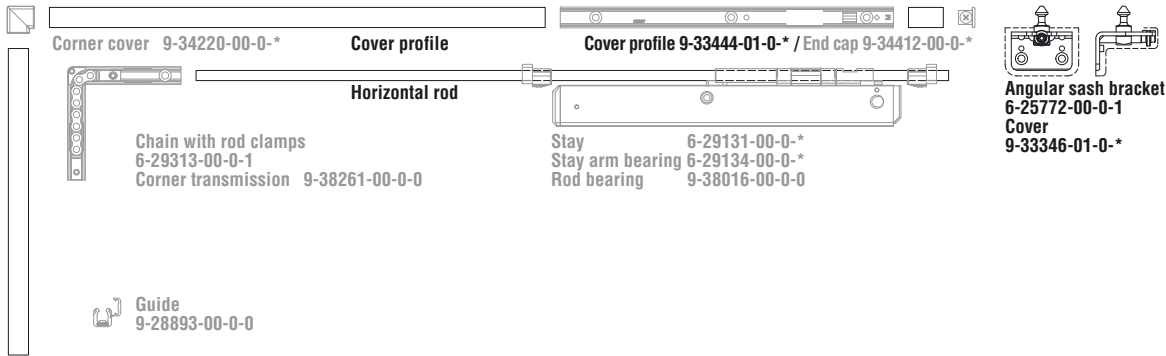 Corner cover 9-34220-00-0-*
Cover profile
Cover profile 9-33444-01-0-* / End cap 9-34412-00-0-*
Horizontal rod
Angular sash bracket
6-25772-00-0-1
Cover
9-33346-01-0-*
Chain with rod clamps
6-29313-00-0-1
Corner transmission 9-38261-00-0-0
Stay 6-29131-00-0-*
Stay arm bearing 6-29134-00-0-*
Rod bearing 9-38016-00-0-0
Guide
9-28893-00-0-0